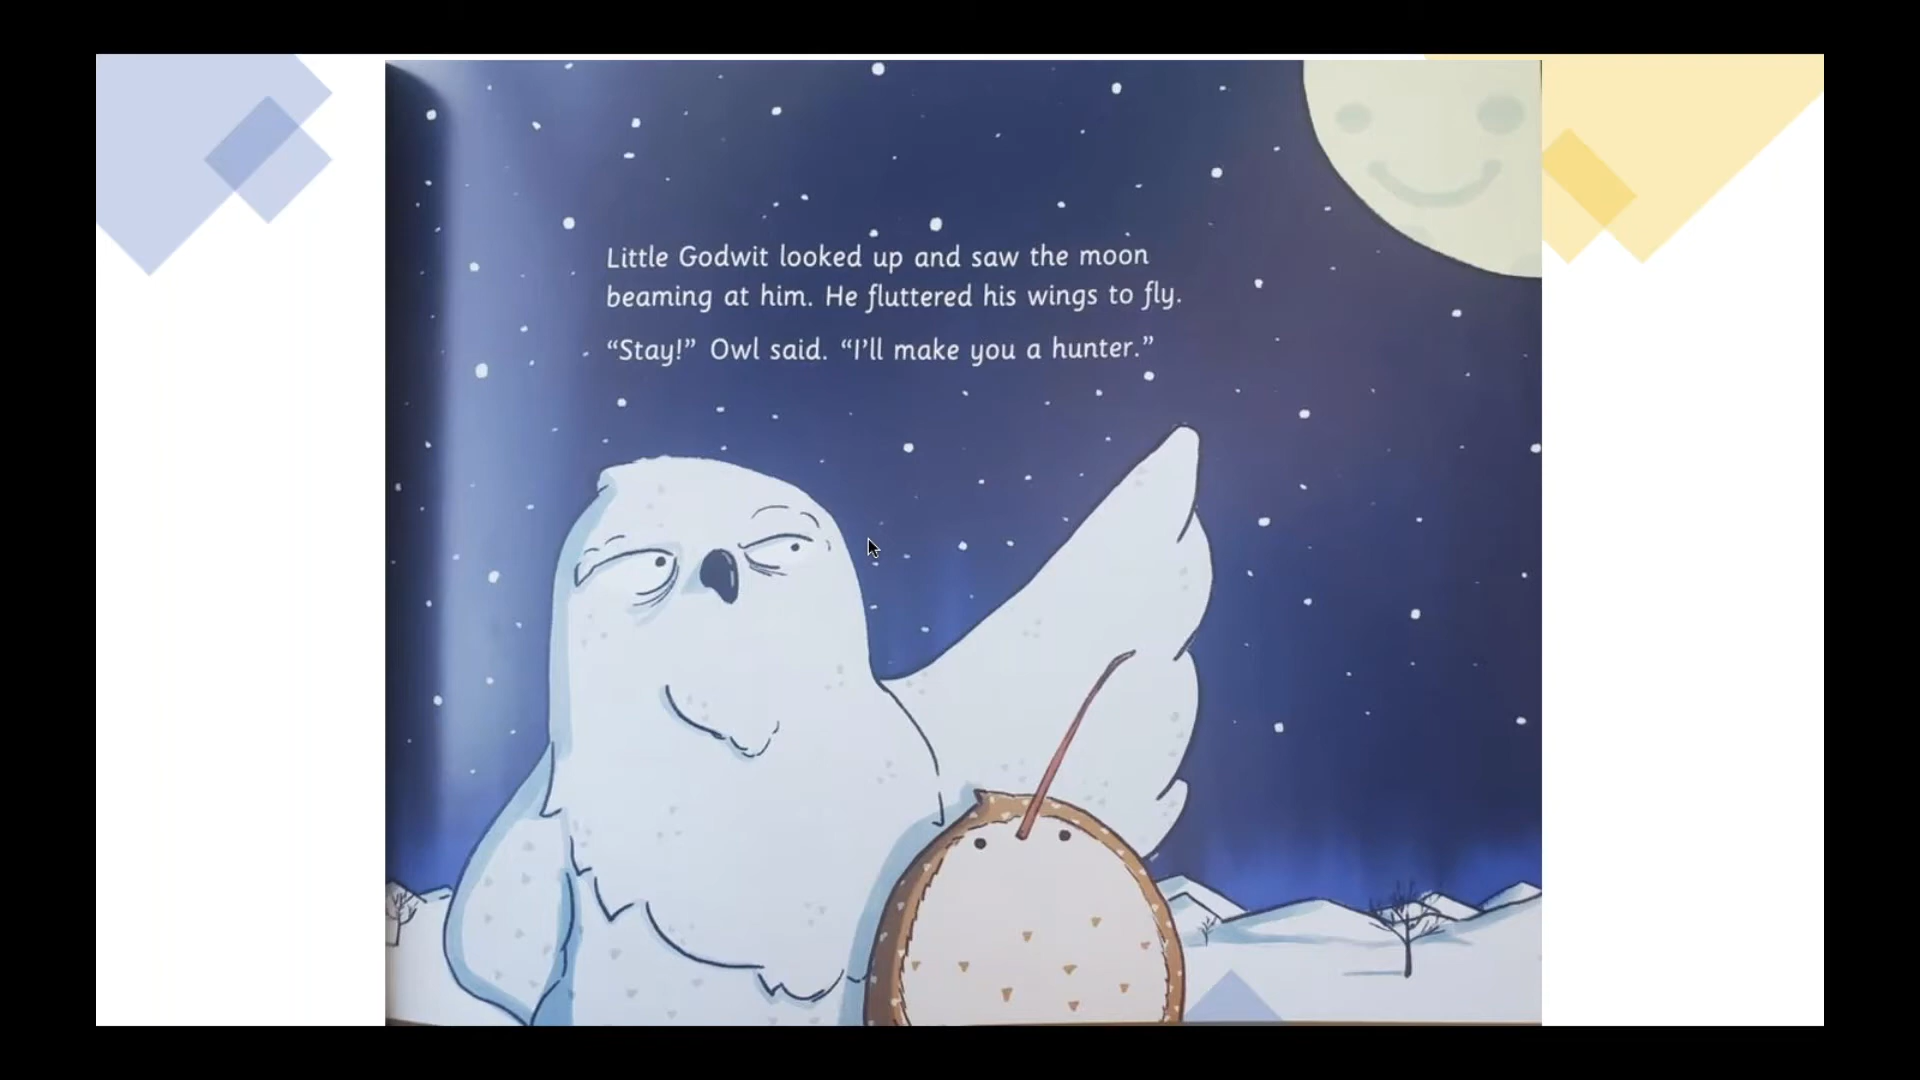 Little Godwit looked up and saw the moon
beaming at him. He fluttered his wings to fly.
“Stay!” Owl said. “I’ll make you a hunter.”